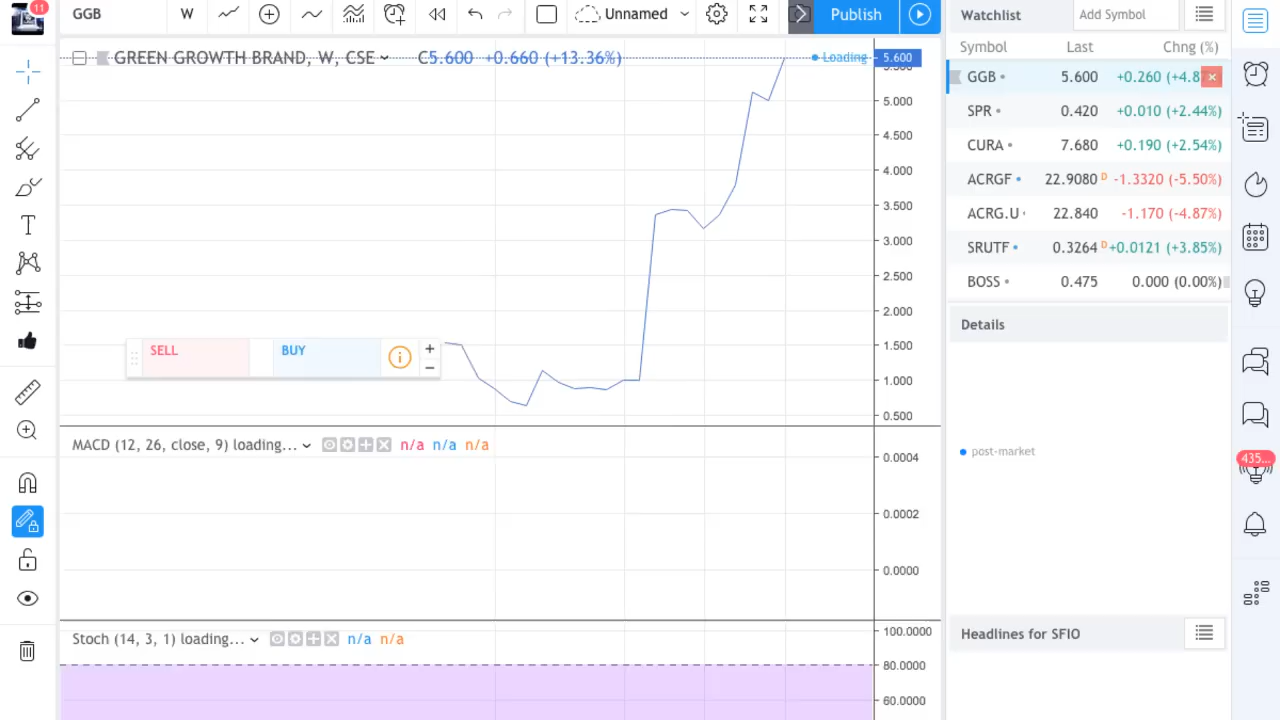 11
GGB W Unnamed Publish
GREEN GROWTH BRAND, W, CSE C5.600 +0.660 (+13.36%) Loading 5.600
5.000
4.500
4.000
3.500
3.000
2.500
2.000
1.500
1.000
0.500
SELL BUY
MACD (12, 26, close, 9) loading... n/a n/a n/a
0.0004
0.0002
0.0000
Stoch (14, 3, 1) loading... n/a n/a
100.0000
80.0000
60.0000
Watchlist Add Symbol
Symbol Last Chng (%)
GGB 5.600 +0.260
SPR 0.420 +0.010 (+2.44%)
CURA 7.680 +0.190 (+2.54%)
ACRGF 22.9080 D -1.3320 (-5.50%)
ACRG.U 22.840 -1.170 (-4.87%)
SRUTF 0.3264 D +0.0121 (+3.85%)
BOSS 0.475 0.000 (0.00%)
Details
post-market
435...
Headlines for SFIO